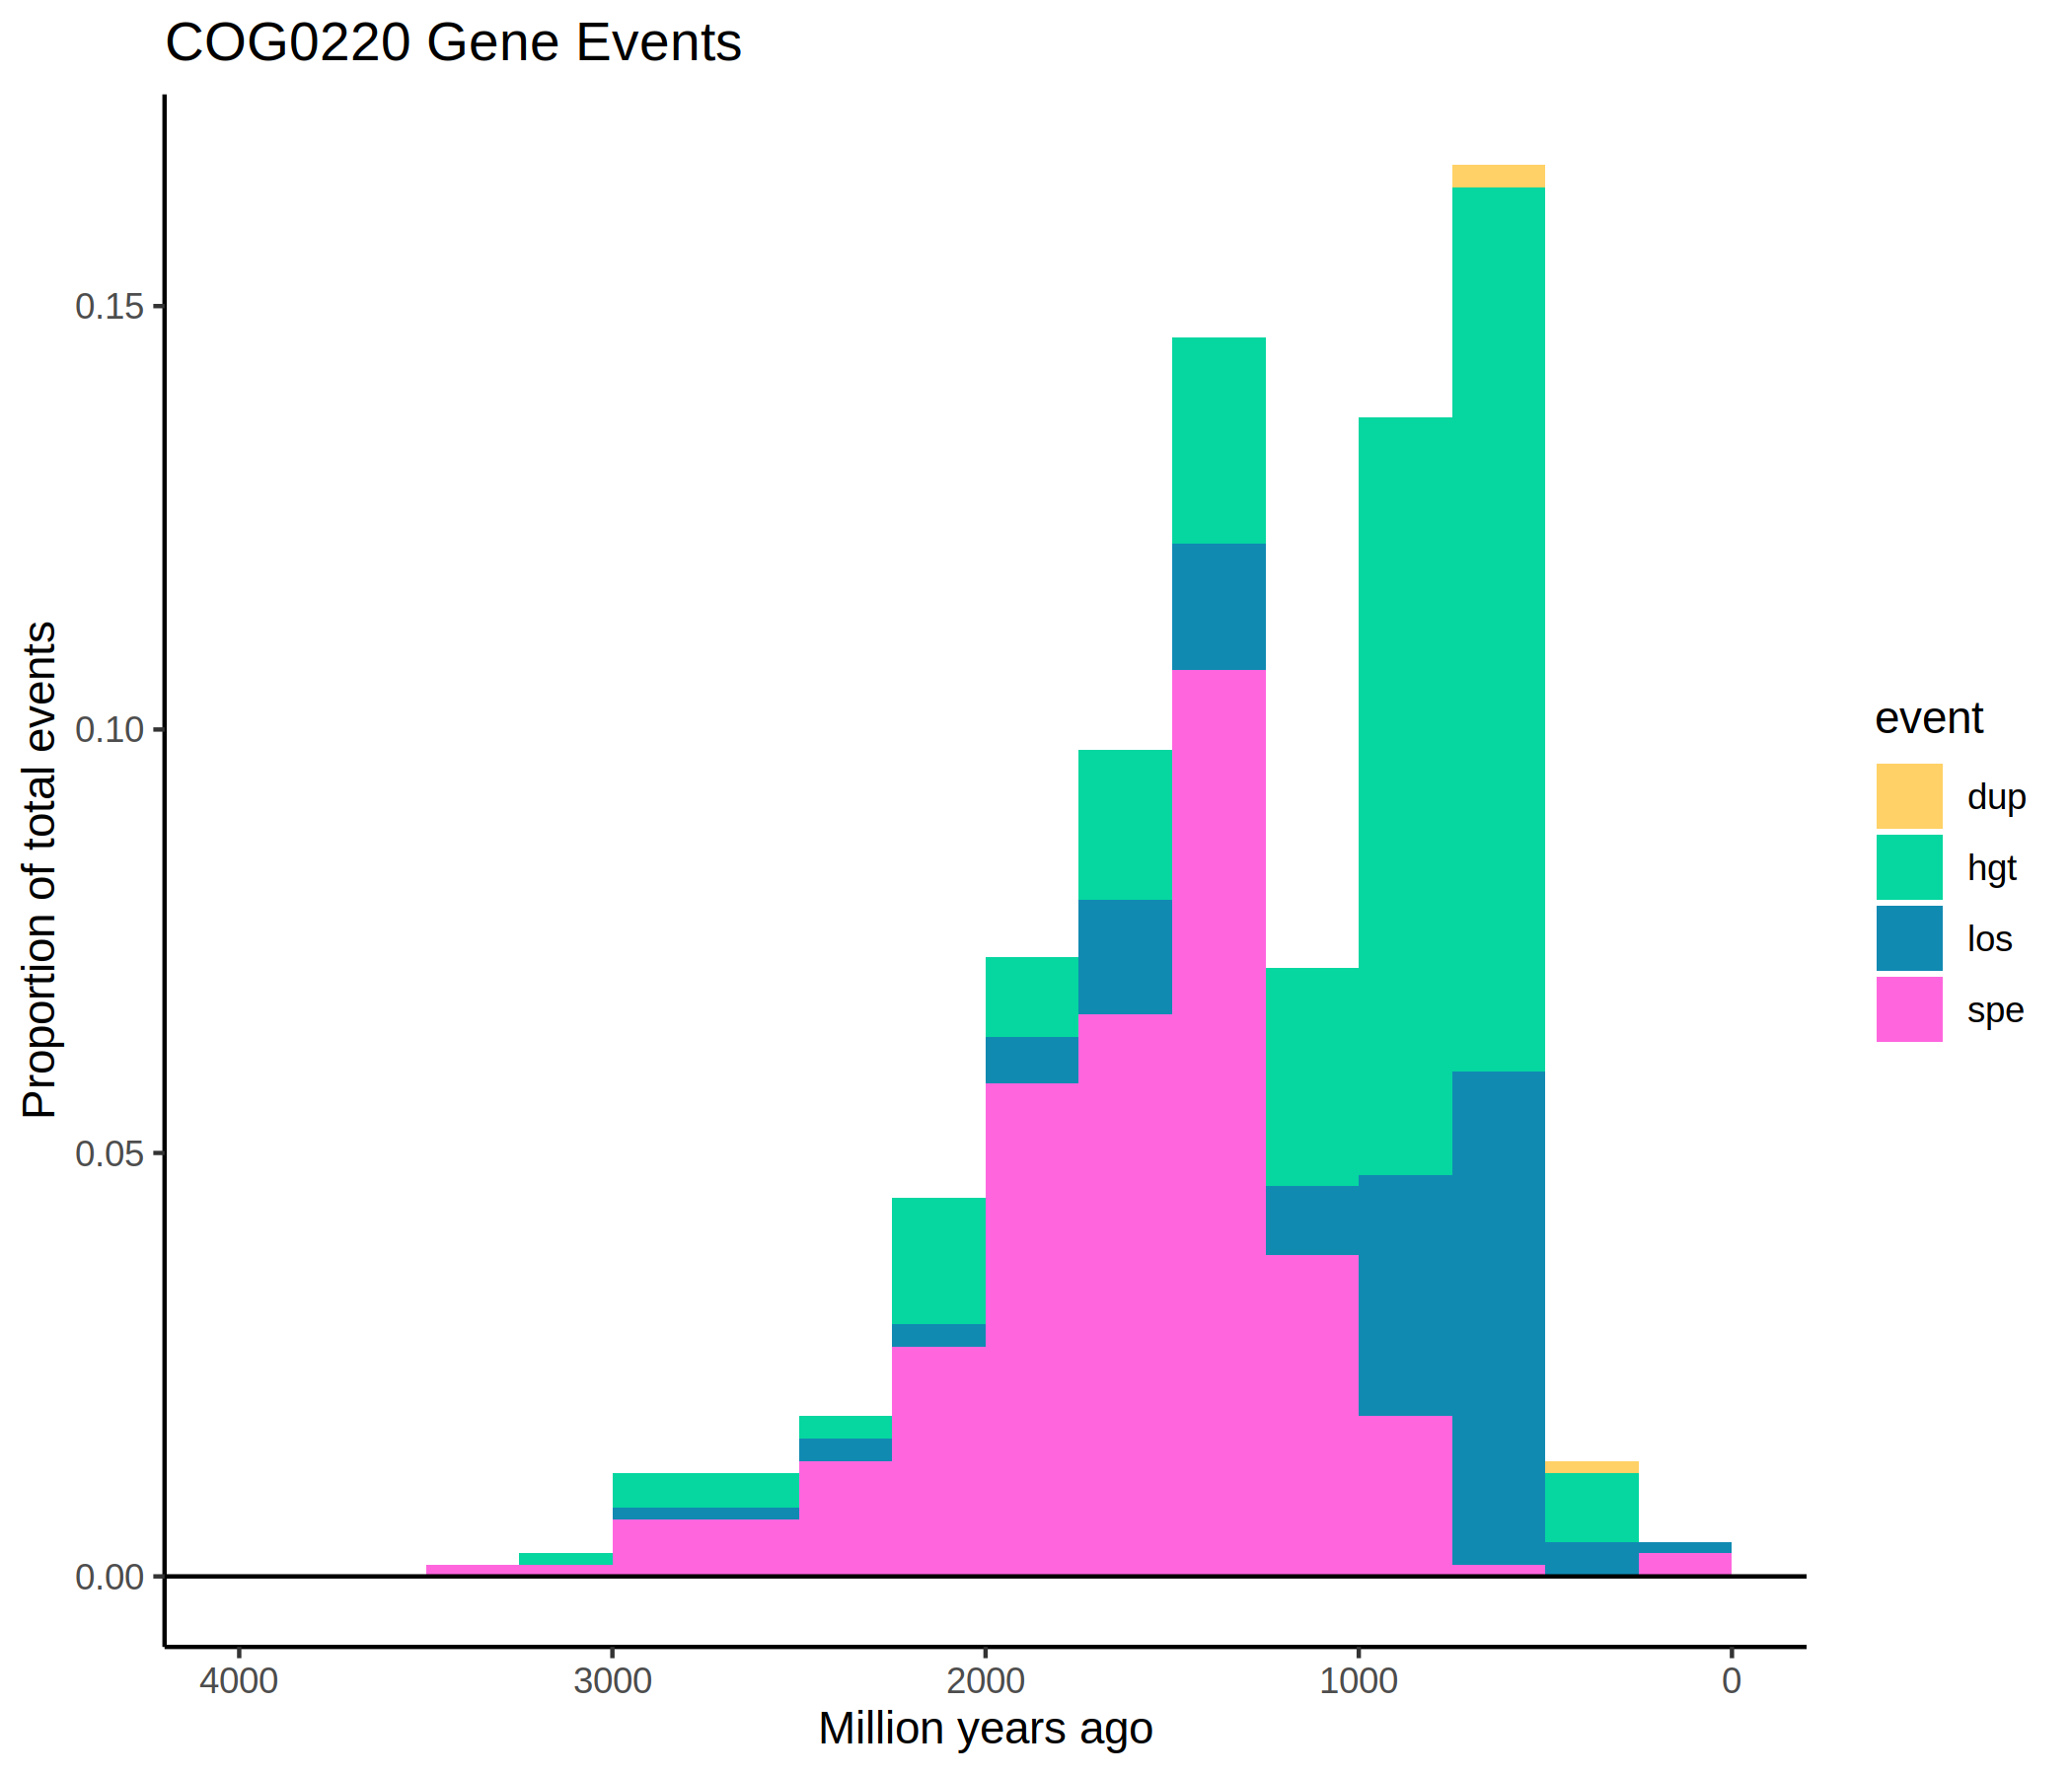 COG0220 Gene Events
Proportion of total events
0.15
0.10
0.05
0.00
4000 3000 2000 1000 0
Million years ago
event
dup
hgt
los
spe